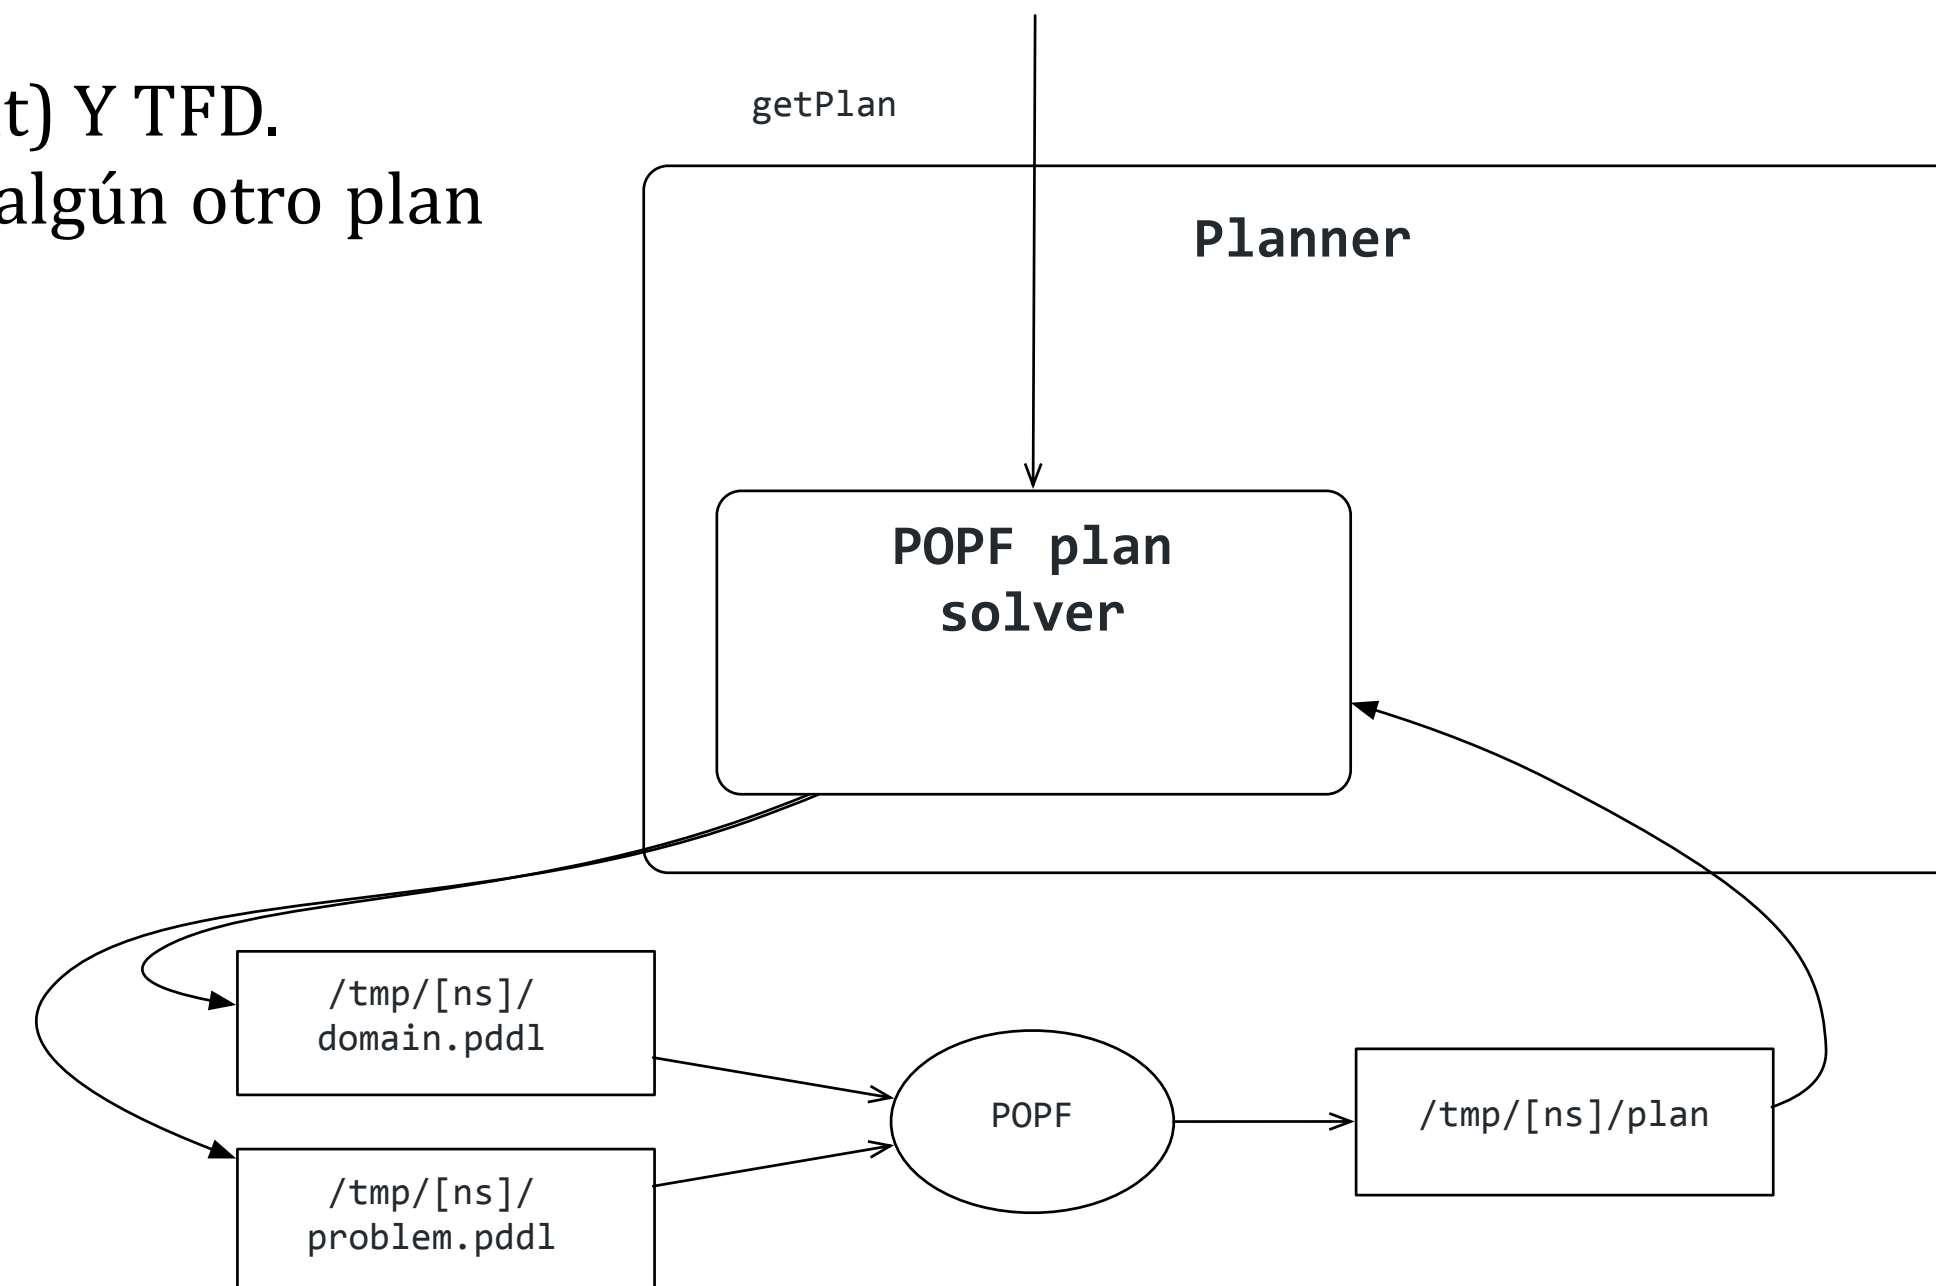 t) Y TFD.
algún otro plan
getPlan
Planner
POPF plan
solver
/tmp/[ns]/
domain.pddl
POPF
/tmp/[ns]/plan
/tmp/[ns]/
problem.pddl